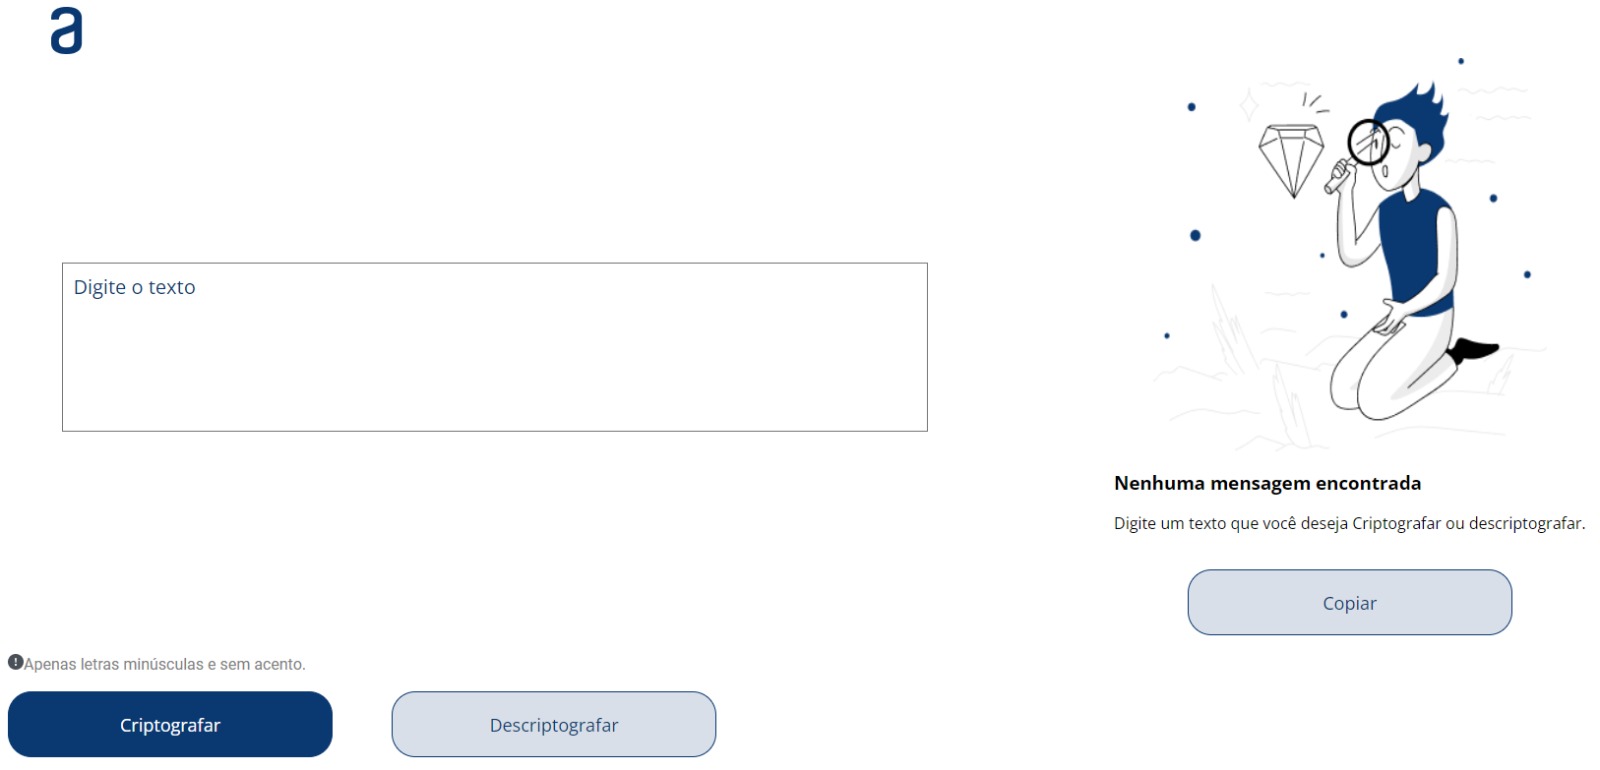 a
Digite o texto
Nenhuma mensagem encontrada
Digite um texto que você deseja Criptografar ou descriptografar.
Copiar
Apenas letras minúsculas e sem acento.
Criptografar
Descriptografar